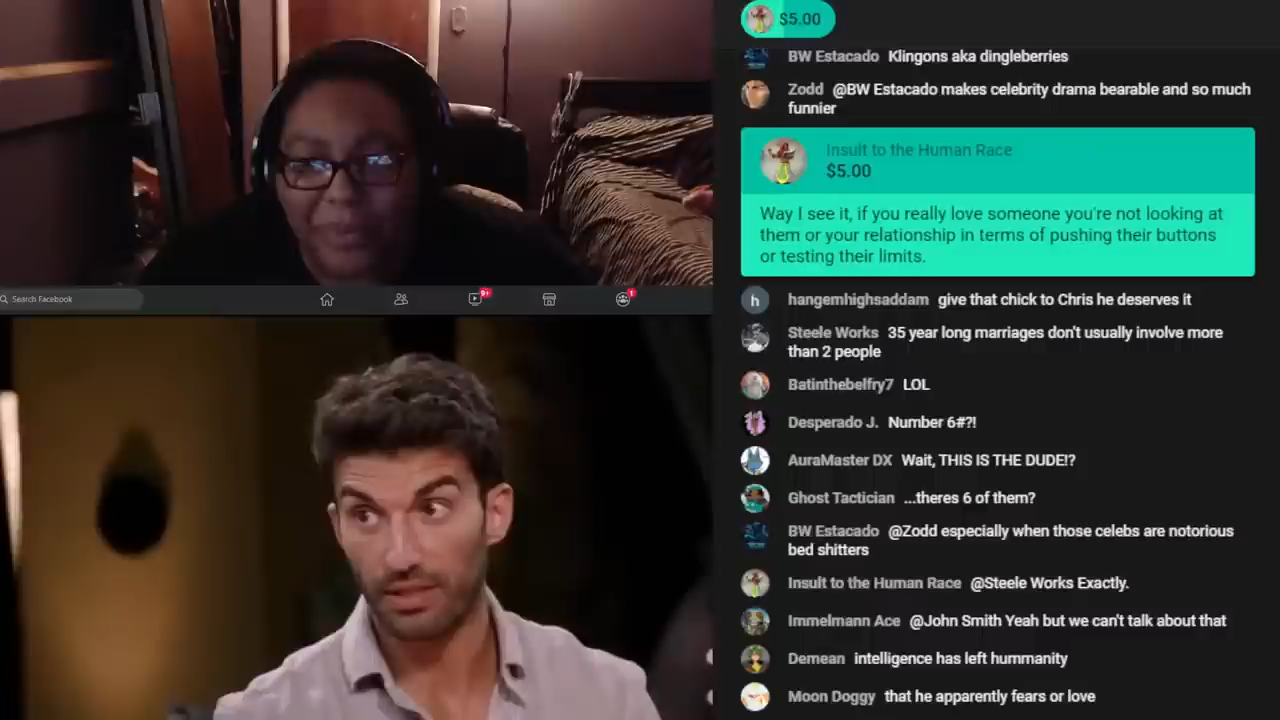 $5.00
BW Estacado Klingons aka dingleberries
Zodd @BW Estacado makes celebrity drama bearable and so much
funnier
Insult to the Human Race
$5.00
Way I see it, if you really love someone you're not looking at
them or your relationship in terms of pushing their buttons
or testing their limits.
h hangemhighsaddam give that chick to Chris he deserves it
Steele Works 35 year long marriages don't usually involve more
than 2 people
Batinthebelfry7 LOL
Desperado J. Number 6#?!
AuraMaster DX Wait, THIS IS THE DUDE!?
Ghost Tactician ...theres 6 of them?
BW Estacado @Zodd especially when those celebs are notorious
bed shitters
Insult to the Human Race @Steele Works Exactly.
Immelmann Ace @John Smith Yeah but we can't talk about that
Demean intelligence has left hummanity
Moon Doggy that he apparently fears or love
Search Facebook
9+
1